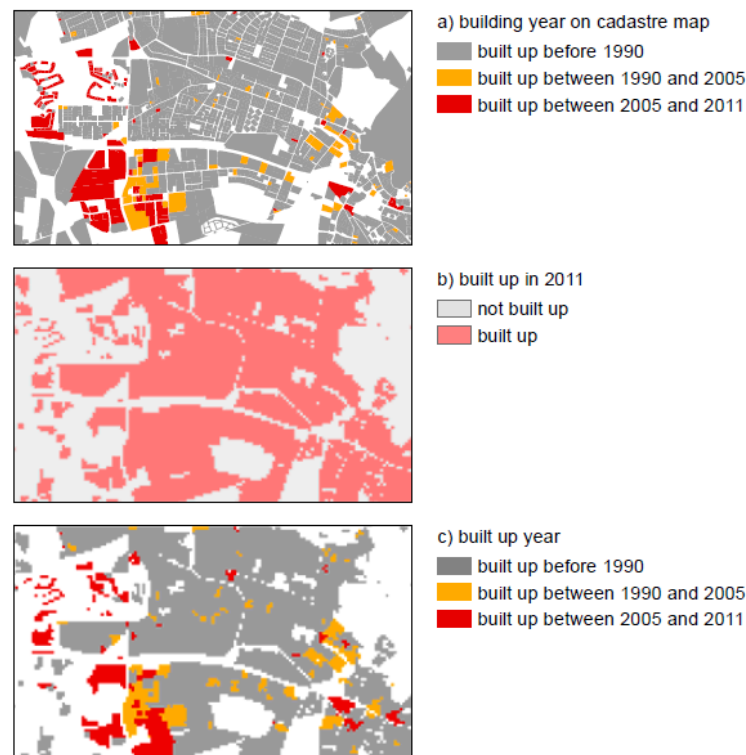 a) building year on cadastre map
built up before 1990
built up between 1990 and 2005
built up between 2005 and 2011
b) built up in 2011
not built up
built up
c) built up year
built up before 1990
built up between 1990 and 2005
built up between 2005 and 2011